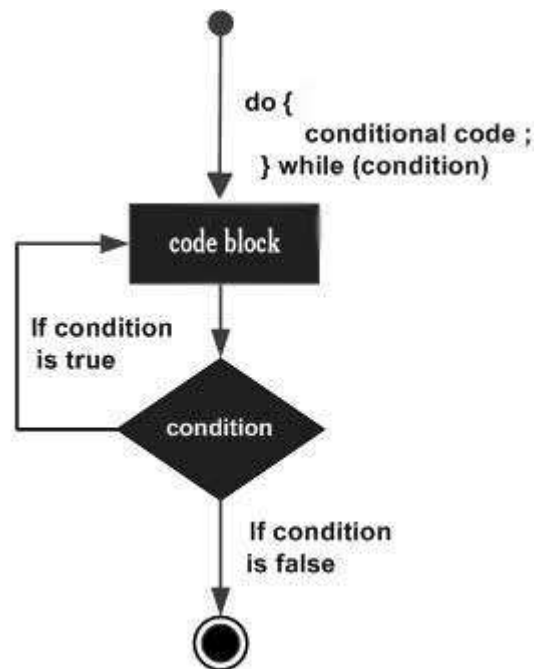 do {
conditional code ;
} while (condition)
code block
If condition
is true
condition
If condition
is false